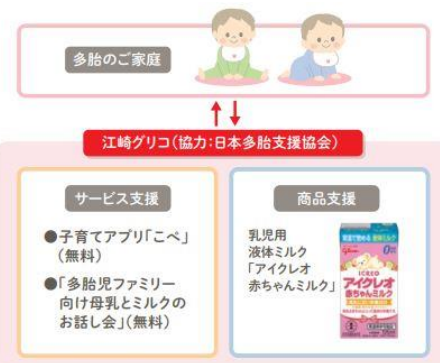 多胎のご家庭
江崎グリコ(協力:日本多胎支援協会)
サービス支援
●子育てアプリ「こぺ」
(無料)
●「多胎児ファミリー
向け母乳とミルクの
お話し会」(無料)
商品支援
乳児用
液体ミルク
「アイクレオ
赤ちゃんミルク」
Glico
0
ICREO
アイクレオ
赤ちゃんミルク